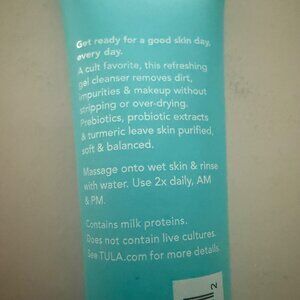 Get ready for a good skin day,
every day.
A cult favorite, this refreshing
gel cleanser removes dirt,
impurities & makeup without
stripping or over-drying.
Prebiotics, probiotic extracts
& turmeric leave skin purified,
soft & balanced.
Massage onto wet skin & rinse
with water. Use 2x daily, AM
& PM.
Contains milk proteins.
Does not contain live cultures.
See TULA.com for more details.
2